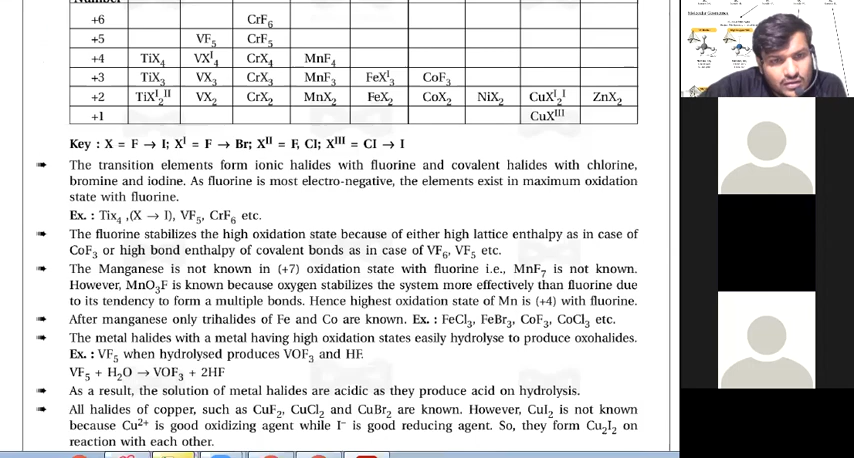 Number
+6 CrF₆
+5 VF₅ CrF₅
+4 TiX₄ VXᴵ₄ CrX₄ MnF₄
+3 TiX₃ VX₃ CrX₃ MnF₃ FeXᴵ₃ CoF₃
+2 TiXᴵᴵᴵ₂ VX₂ CrX₂ MnX₂ FeX₂ CoX₂ NiX₂ CuXᴵᴵ₂ ZnX₂
+1 CuXᴵᴵᴵ
Key : X = F → I; Xᴵ = F → Br; Xᴵᴵ = F, Cl; Xᴵᴵᴵ = CI → I
The transition elements form ionic halides with fluorine and covalent halides with chlorine,
bromine and iodine. As fluorine is most electro-negative, the elements exist in maximum oxidation
state with fluorine.
Ex. : Tix₄ ,(X → I), VF₅, CrF₆ etc.
The fluorine stabilizes the high oxidation state because of either high lattice enthalpy as in case of
CoF₃ or high bond enthalpy of covalent bonds as in case of VF₆, VF₅ etc.
The Manganese is not known in (+7) oxidation state with fluorine i.e., MnF₇ is not known.
However, MnO₃F is known because oxygen stabilizes the system more effectively than fluorine due
to its tendency to form a multiple bonds. Hence highest oxidation state of Mn is (+4) with fluorine.
After manganese only trihalides of Fe and Co are known. Ex. : FeCl₃, FeBr₃, CoF₃, CoCl₃ etc.
The metal halides with a metal having high oxidation states easily hydrolyse to produce oxohalides.
Ex. : VF₅ when hydrolysed produces VOF₃ and HF.
VF₅ + H₂O → VOF₃ + 2HF
As a result, the solution of metal halides are acidic as they produce acid on hydrolysis.
All halides of copper, such as CuF₂, CuCl₂ and CuBr₂ are known. However, CuI₂ is not known
because Cu²⁺ is good oxidizing agent while I⁻ is good reducing agent. So, they form Cu₂I₂ on
reaction with each other.